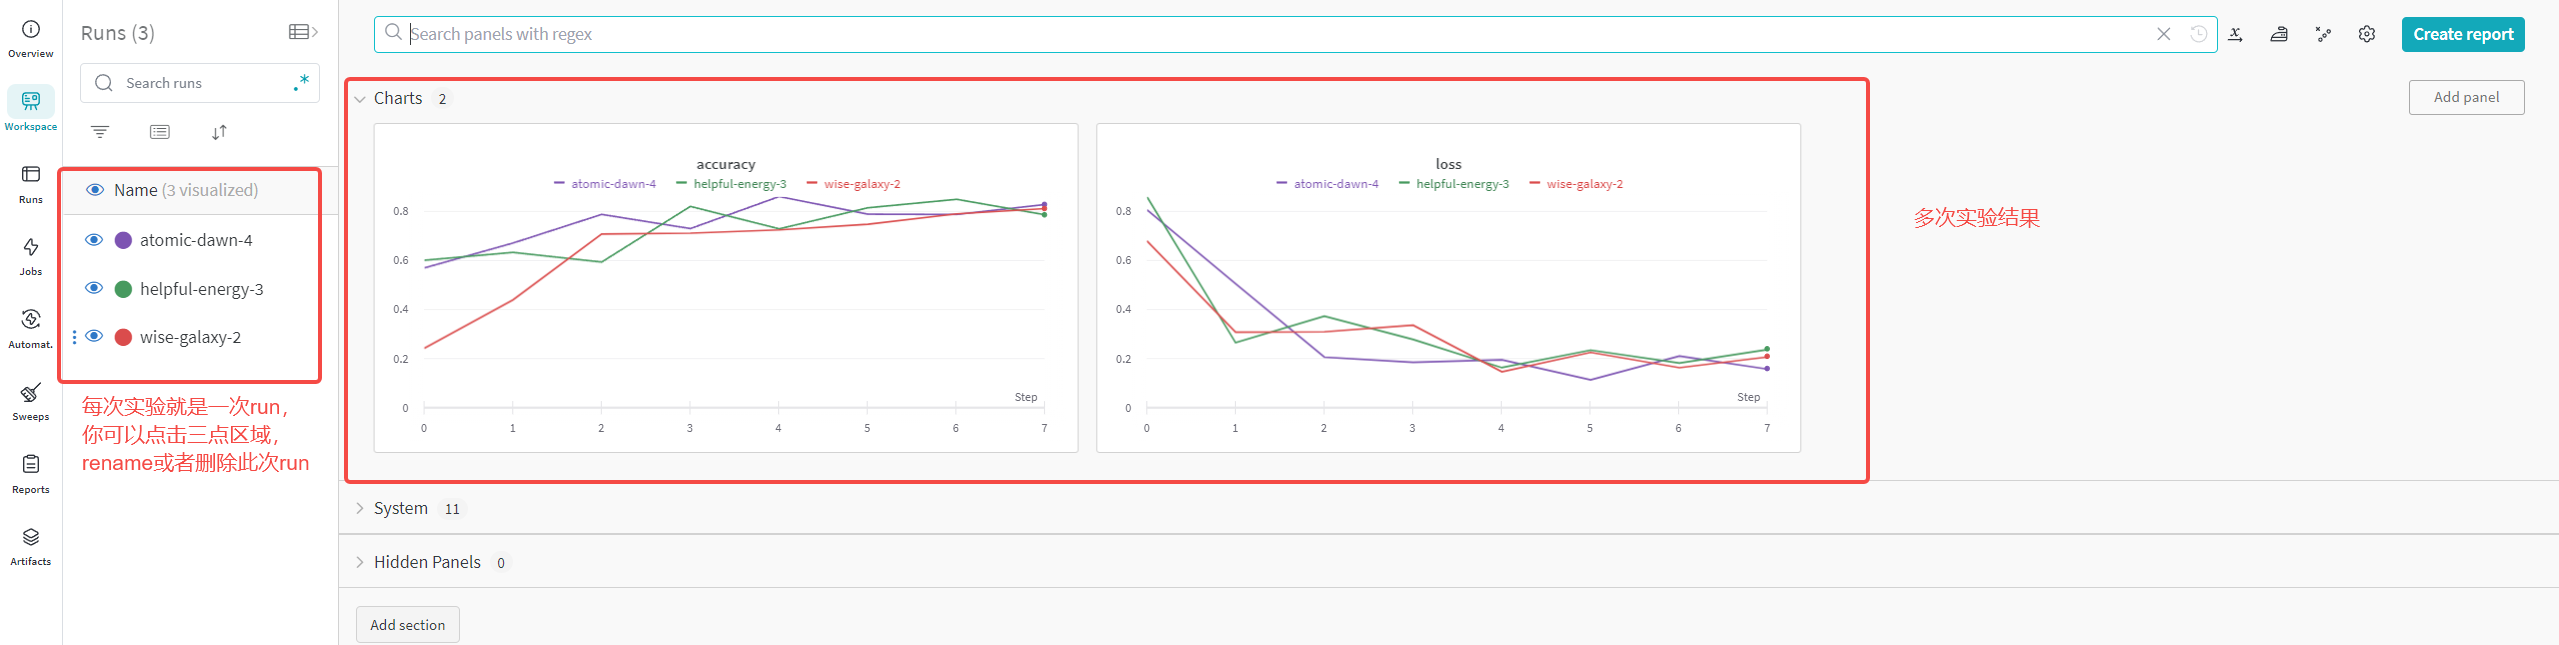 Overview
Workspace
Runs
Jobs
Automat.
Sweeps
Reports
Artifacts
Runs (3)
Search runs
Name (3 visualized)
atomic-dawn-4
helpful-energy-3
wise-galaxy-2
每次实验就是一次run，
你可以点击三点区域，
rename或者删除此次run
Search panels with regex
Create report
Charts 2
Add panel
accuracy
atomic-dawn-4 helpful-energy-3 wise-galaxy-2
0.8
0.6
0.4
0.2
0
Step
0 1 2 3 4 5 6 7
loss
atomic-dawn-4 helpful-energy-3 wise-galaxy-2
0.8
0.6
0.4
0.2
0
Step
0 1 2 3 4 5 6 7
多次实验结果
System 11
Hidden Panels 0
Add section